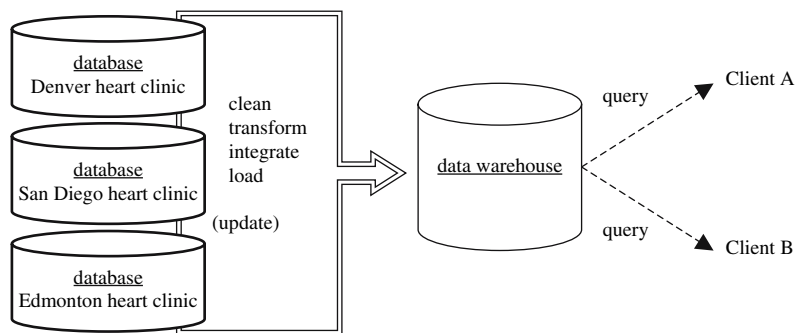 database
Denver heart clinic
database
San Diego heart clinic
database
Edmonton heart clinic
clean
transform
integrate
load
(update)
data warehouse
query
query
Client A
Client B